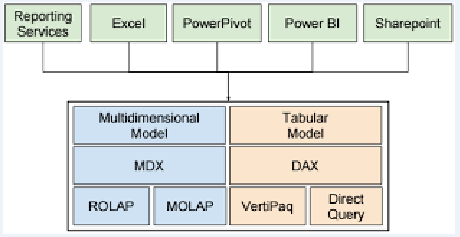 Reporting
Services
Excel
PowerPivot
Power BI
Sharepoint
Multidimensional
Model
Tabular
Model
MDX
DAX
ROLAP
MOLAP
VertiPaq
Direct
Query